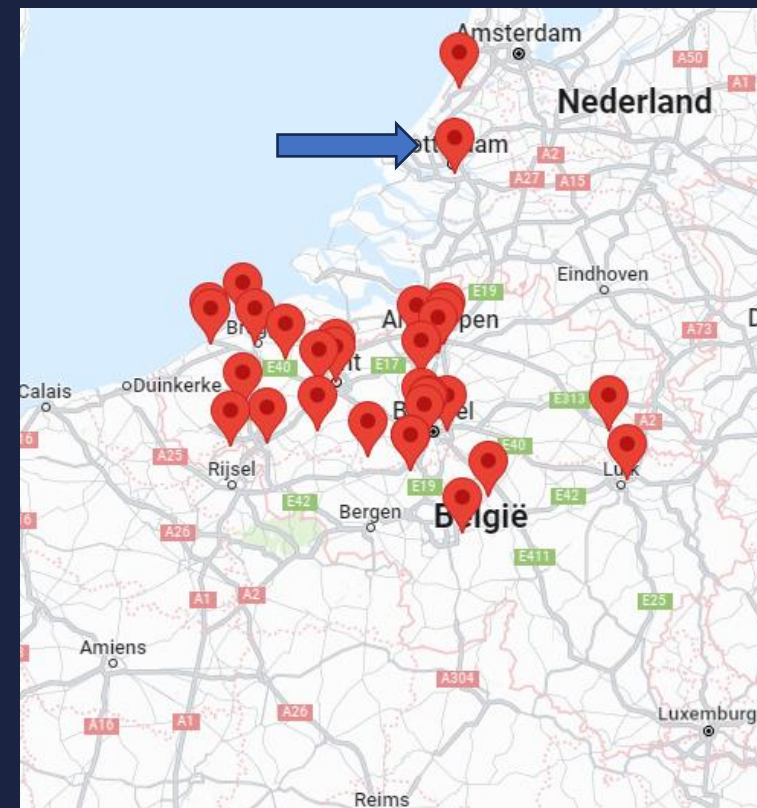 Amsterdam
A50
A1
Nederland
A2
A27
A15
Eindhoven
E19
A73
E17
E40
Calais
Duinkerke
E313
A2
A25
E40
Rijsel
E19
E42
E42
Bergen
België
A26
E411
A1
A2
E25
Amiens
A304
A26
Luxemburg
A16
A1
Reims